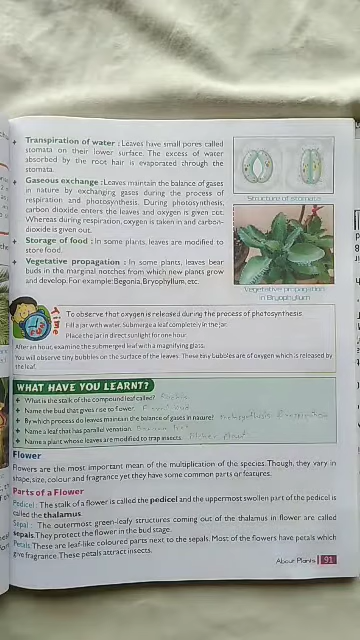 Transpiration of water : Leaves have small pores called
stomata on their lower surface. The excess of water
absorbed by the root hair is evaporated through the
stomata.
Gaseous exchange : Leaves maintain the balance of gases
in nature by exchanging gases during the process of
respiration and photosynthesis. During photosynthesis,
carbon dioxide enters the leaves and oxygen is given out.
Whereas during respiration, oxygen is taken in and carbon-
dioxide is given out.
Storage of food : In some plants, leaves are modified to
store food.
Vegetative propagation : In some plants, leaves bear
buds in the marginal notches from which new plants grow
and develop. For example: Begonia, Bryophyllum, etc.
Structure of stomata
Vegetative propagation
in Bryophyllum
Time
To observe that oxygen is released during the process of photosynthesis
Fill a jar with water. Submerge a leaf completely in the jar.
Place the jar in direct sunlight for one hour.
After an hour, examine the submerged leaf with a magnifying glass.
You will observe tiny bubbles on the surface of the leaves. These tiny bubbles are of oxygen which is released by
the leaf.
WHAT HAVE YOU LEARNT?
What is the stalk of the compound leaf called?
Name the bud that gives rise to flower.
By which process do leaves maintain the balance of gases in nature?
Name a leaf that has parallel venation.
Name a plant whose leaves are modified to trap insects. Pitcher plant
Flower
Flowers are the most important mean of the multiplication of the species. Though, they vary in
shape, size, colour and fragrance yet they have some common parts or features.
Parts of a Flower
Pedicel : The stalk of a flower is called the pedicel and the uppermost swollen part of the pedicel is
called the thalamus.
Sepal : The outermost green-leafy structures coming out of the thalamus in flower are called
sepals. They protect the flower in the bud stage.
Petals: These are leaf-like coloured parts next to the sepals. Most of the flowers have petals which
give fragrance. These petals attract insects.
About Plants 91